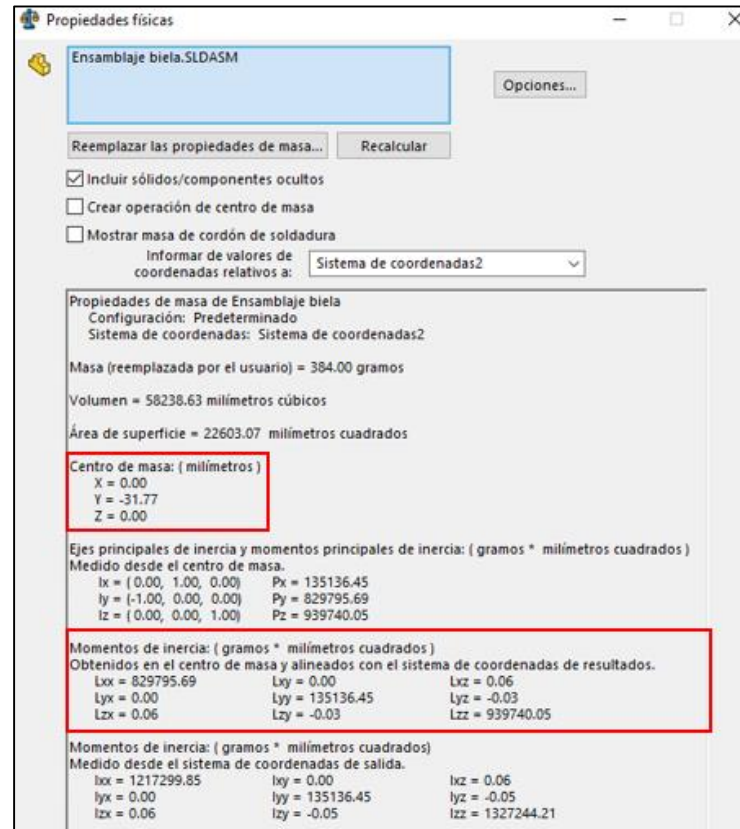 Propiedades físicas
Ensamblaje biela.SLDASM
Opciones...
Reemplazar las propiedades de masa... Recalcular
Incluir sólidos/componentes ocultos
Crear operación de centro de masa
Mostrar masa de cordón de soldadura
Informar de valores de
coordenadas relativos a: Sistema de coordenadas2
Propiedades de masa de Ensamblaje biela
Configuración: Predeterminado
Sistema de coordenadas: Sistema de coordenadas2
Masa (reemplazada por el usuario) = 384.00 gramos
Volumen = 58238.63 milímetros cúbicos
Área de superficie = 22603.07 milímetros cuadrados
Centro de masa: ( milímetros )
X = 0.00
Y = -31.77
Z = 0.00
Ejes principales de inercia y momentos principales de inercia: ( gramos * milímetros cuadrados )
Medido desde el centro de masa.
Ix = ( 0.00, 1.00, 0.00) Px = 135136.45
Iy = (-1.00, 0.00, 0.00) Py = 829795.69
Iz = ( 0.00, 0.00, 1.00) Pz = 939740.05
Momentos de inercia: ( gramos * milímetros cuadrados )
Obtenidos en el centro de masa y alineados con el sistema de coordenadas de resultados.
Lxx = 829795.69 Lxy = 0.00 Lxz = 0.06
Lyx = 0.00 Lyy = 135136.45 Lyz = -0.03
Lzx = 0.06 Lzy = -0.03 Lzz = 939740.05
Momentos de inercia: ( gramos * milímetros cuadrados)
Medido desde el sistema de coordenadas de salida.
Ixx = 1217299.85 Ixy = 0.00 Ixz = 0.06
Iyx = 0.00 Iyy = 135136.45 Iyz = -0.05
Izx = 0.06 Izy = -0.05 Izz = 1327244.21